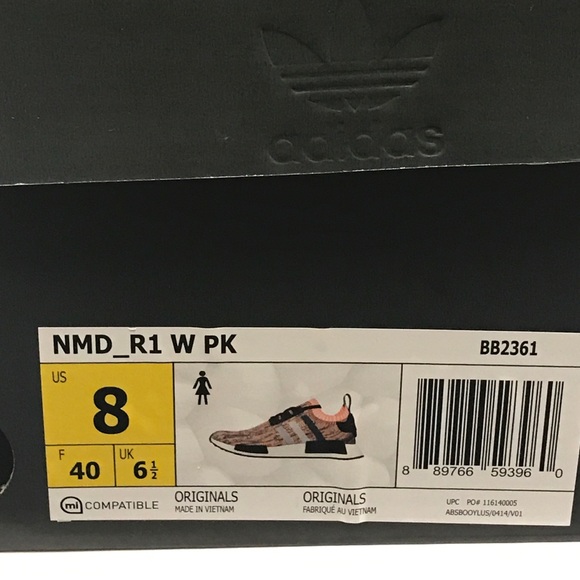 adidas
NMD_R1 W PK BB2361
US
8
F 40 UK 6½
8 89766 59396 0
mi COMPATIBLE
ORIGINALS
MADE IN VIETNAM
ORIGINALS
FABRIQUÉ AU VIETNAM
UPC PO# 116140005
ABSBOOYLUS/0414/V01